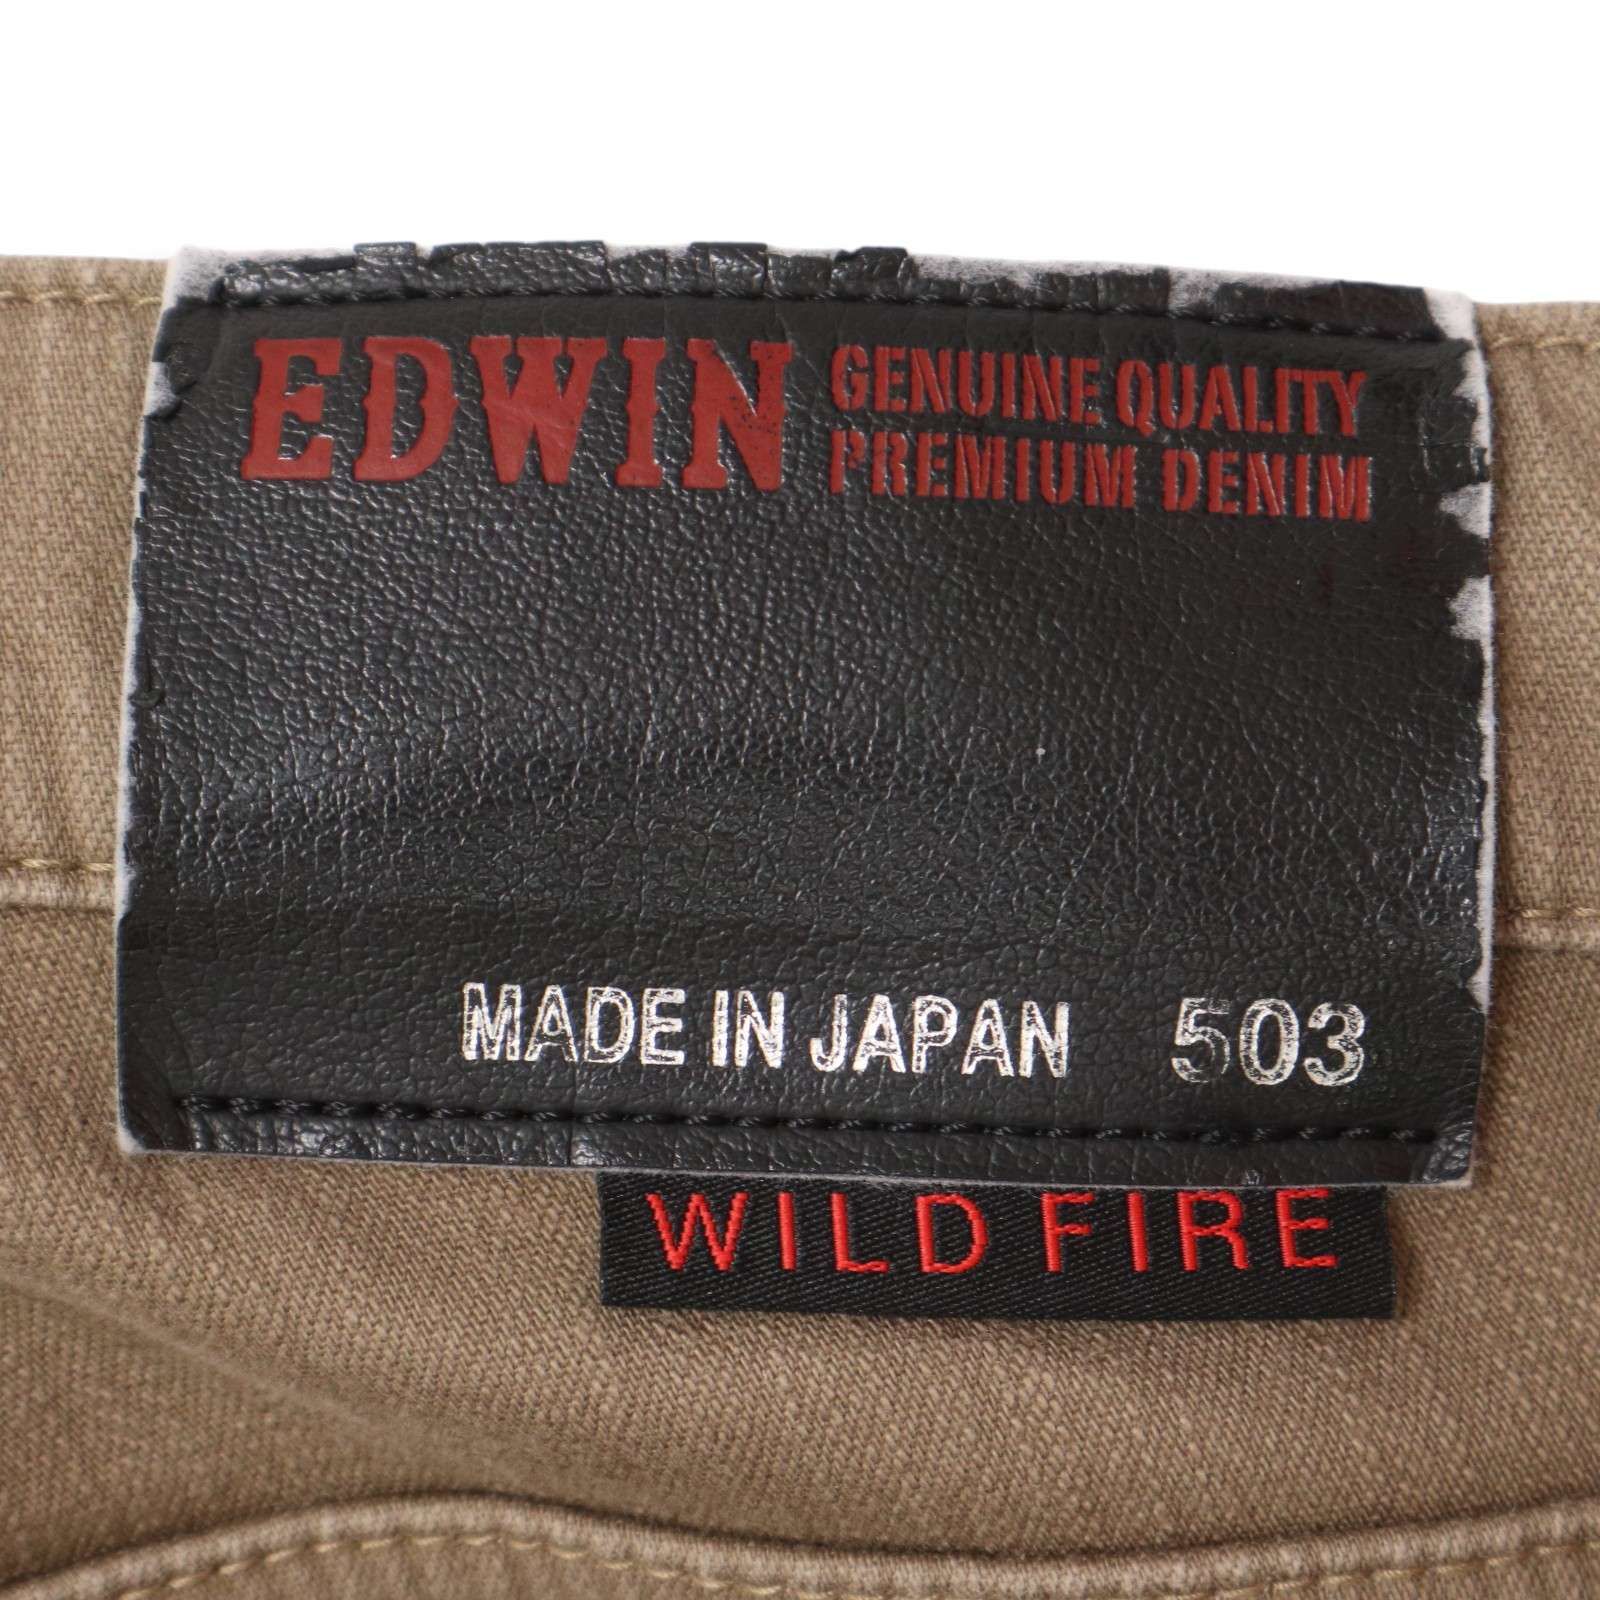 EDWIN GENUINE QUALITY
PREMIUM DENIM
MADE IN JAPAN 503
WILD FIRE